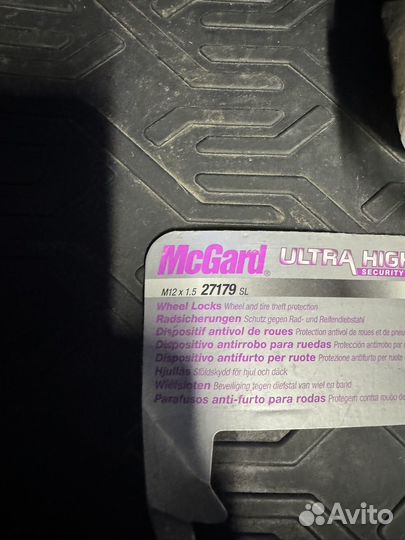 McGard® ULTRA HIGH
SECURITY
M12 x 1.5 27179 SL
Wheel Locks Wheel and tire theft protection
Radsicherungen Schutz gegen Rad- und Reifendiebstahl
Dispositif antivol de roues Protection antivol de roues et de pneu
Dispositivo antirrobo para ruedas Protección antirrobo par
Dispositivo antifurto per ruote Protezione antifurto per ruote
Hjullås Stöldskydd för hjul och däck
Wielsloten Beveiliging tegen diefstal van wiel en band
Parafusos anti-furto para rodas Protegem contra roubo de
Avito